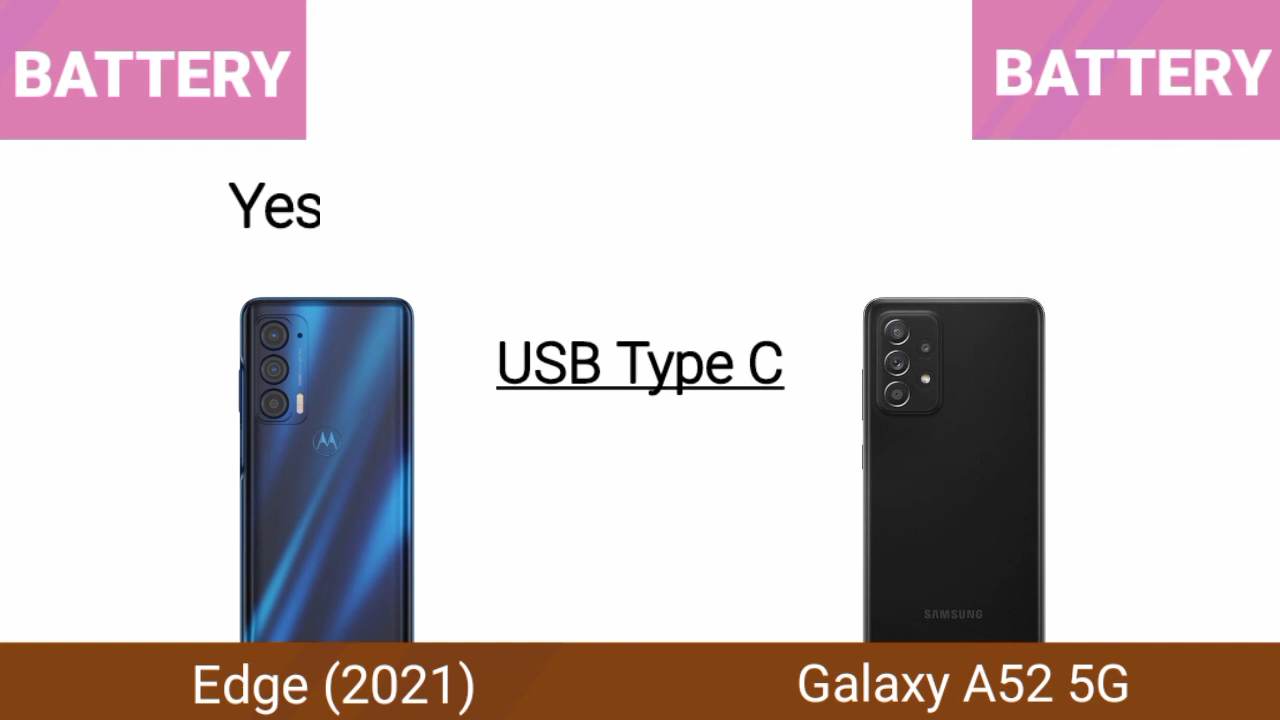 BATTERY
BATTERY
Yes
USB Type C
SAMSUNG
Edge (2021)
Galaxy A52 5G